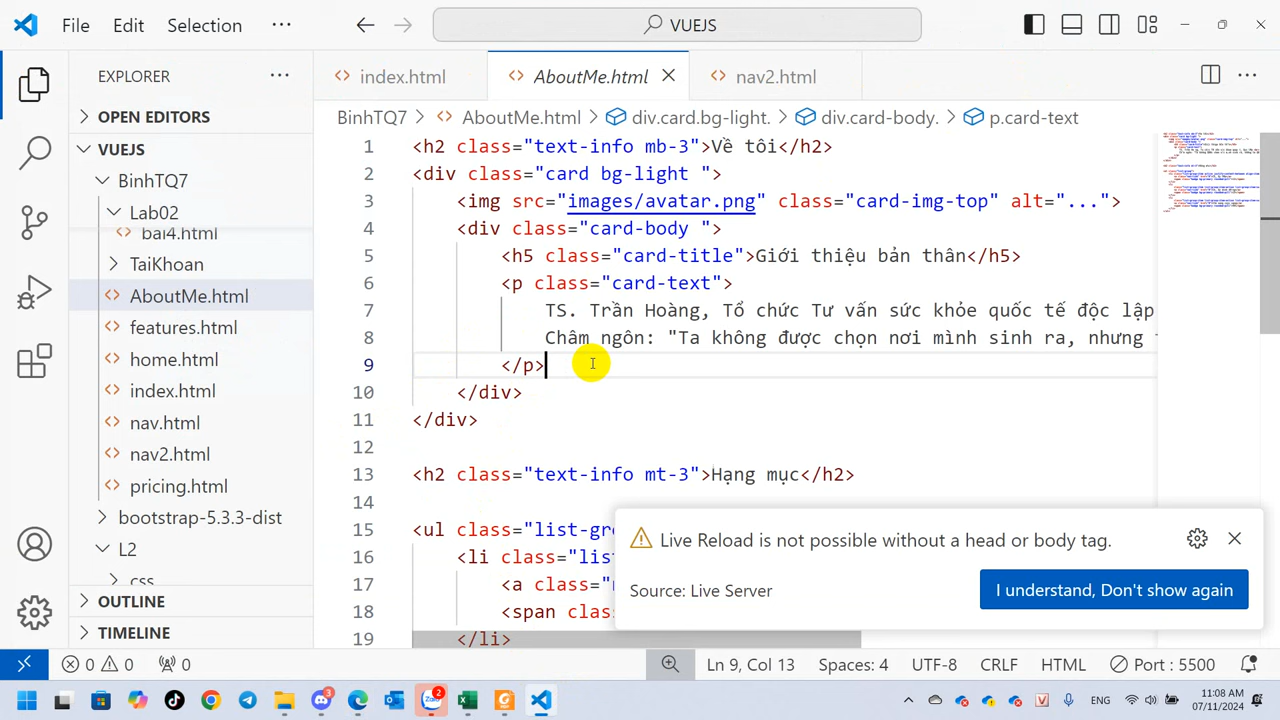 File Edit Selection ··· VUEJS
EXPLORER ···
index.html
AboutMe.html
nav2.html
···
OPEN EDITORS
VUEJS
BinhTQ7
Lab02
bai4.html
TaiKhoan
AboutMe.html
features.html
home.html
index.html
nav.html
nav2.html
pricing.html
bootstrap-5.3.3-dist
L2
css
OUTLINE
TIMELINE
BinhTQ7 > AboutMe.html > div.card.bg-light. > div.card-body. > p.card-text
1 <h2 class="text-info mb-3">Về tôi</h2>
2 <div class="card bg-light ">
3 <img src="images/avatar.png" class="card-img-top" alt="...">
4 <div class="card-body ">
5 <h5 class="card-title">Giới thiệu bản thân</h5>
6 <p class="card-text">
7 TS. Trần Hoàng, Tổ chức Tư vấn sức khỏe quốc tế độc lập
8 Châm ngôn: "Ta không được chọn nơi mình sinh ra, nhưng
9 </p>
10 </div>
11 </div>
12
13 <h2 class="text-info mt-3">Hạng mục</h2>
14
15 <ul class="list-gr
16 <li class="lis
17 <a class="
18 <span clas
19 </li>
Live Reload is not possible without a head or body tag.
Source: Live Server
I understand, Don't show again
0 0 0 Ln 9, Col 13 Spaces: 4 UTF-8 CRLF HTML Port : 5500
3
Zalo
2
ENG
11:08 AM
07/11/2024